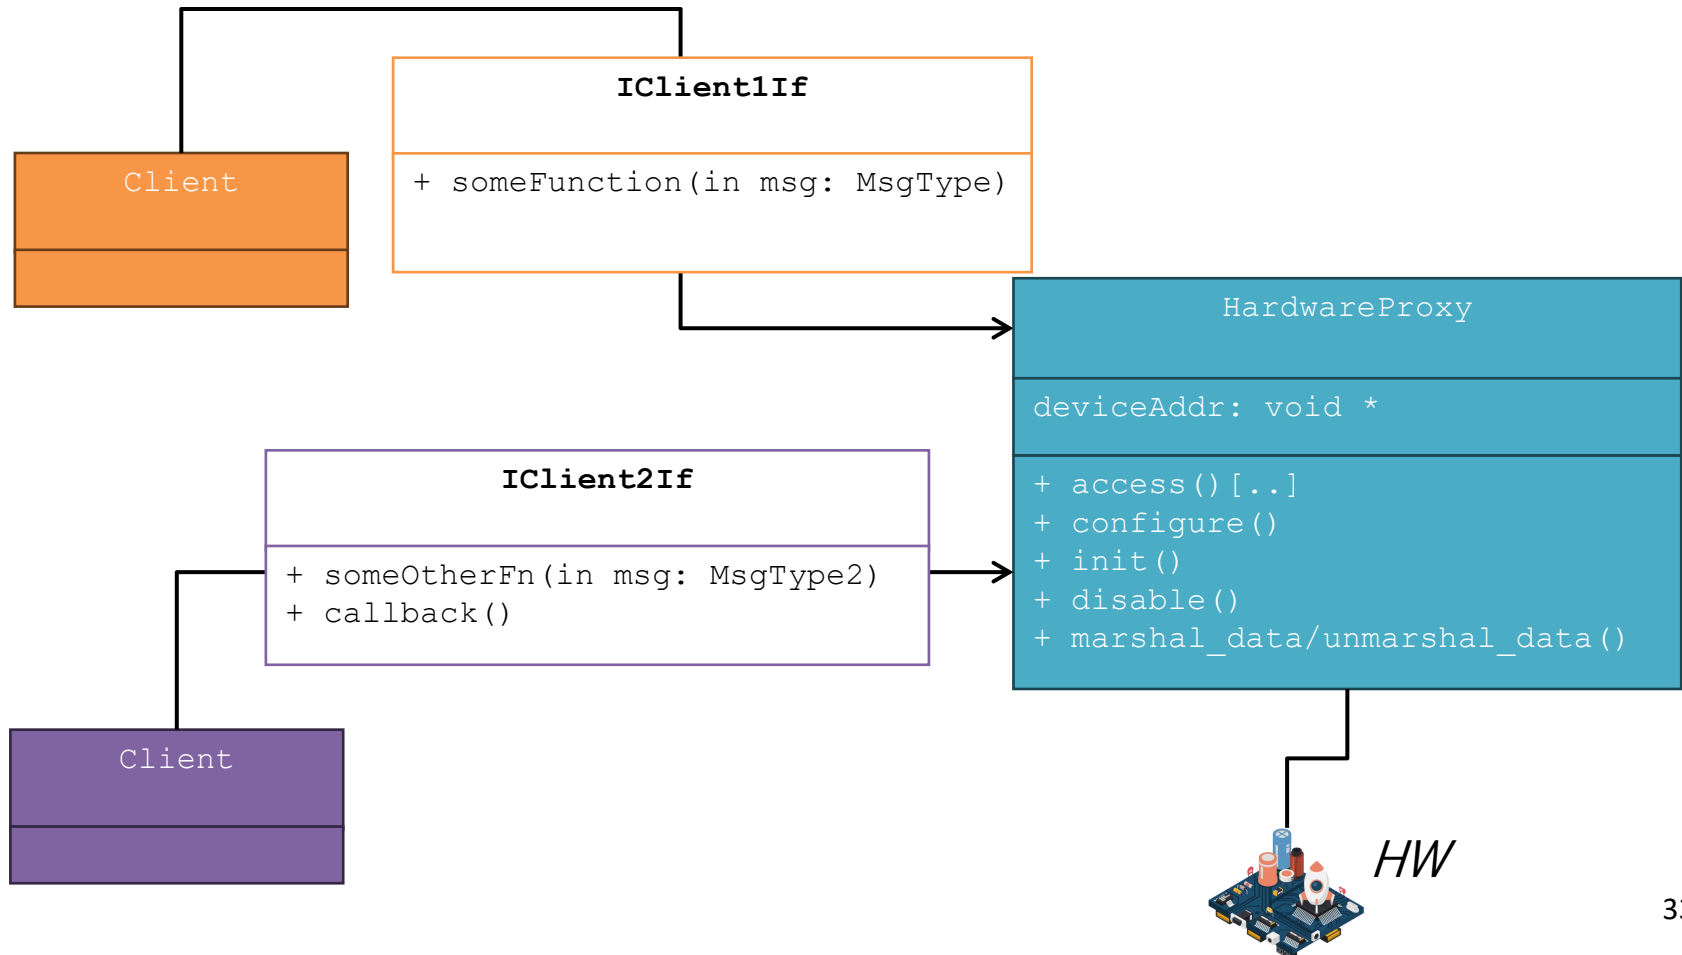 IClient1If
Client
+ someFunction(in msg: MsgType)
HardwareProxy
deviceAddr: void *
IClient2If
+ access()[..]
+ configure()
+ init()
+ disable()
+ marshal_data/unmarshal_data()
+ someOtherFn(in msg: MsgType2)
+ callback()
Client
HW